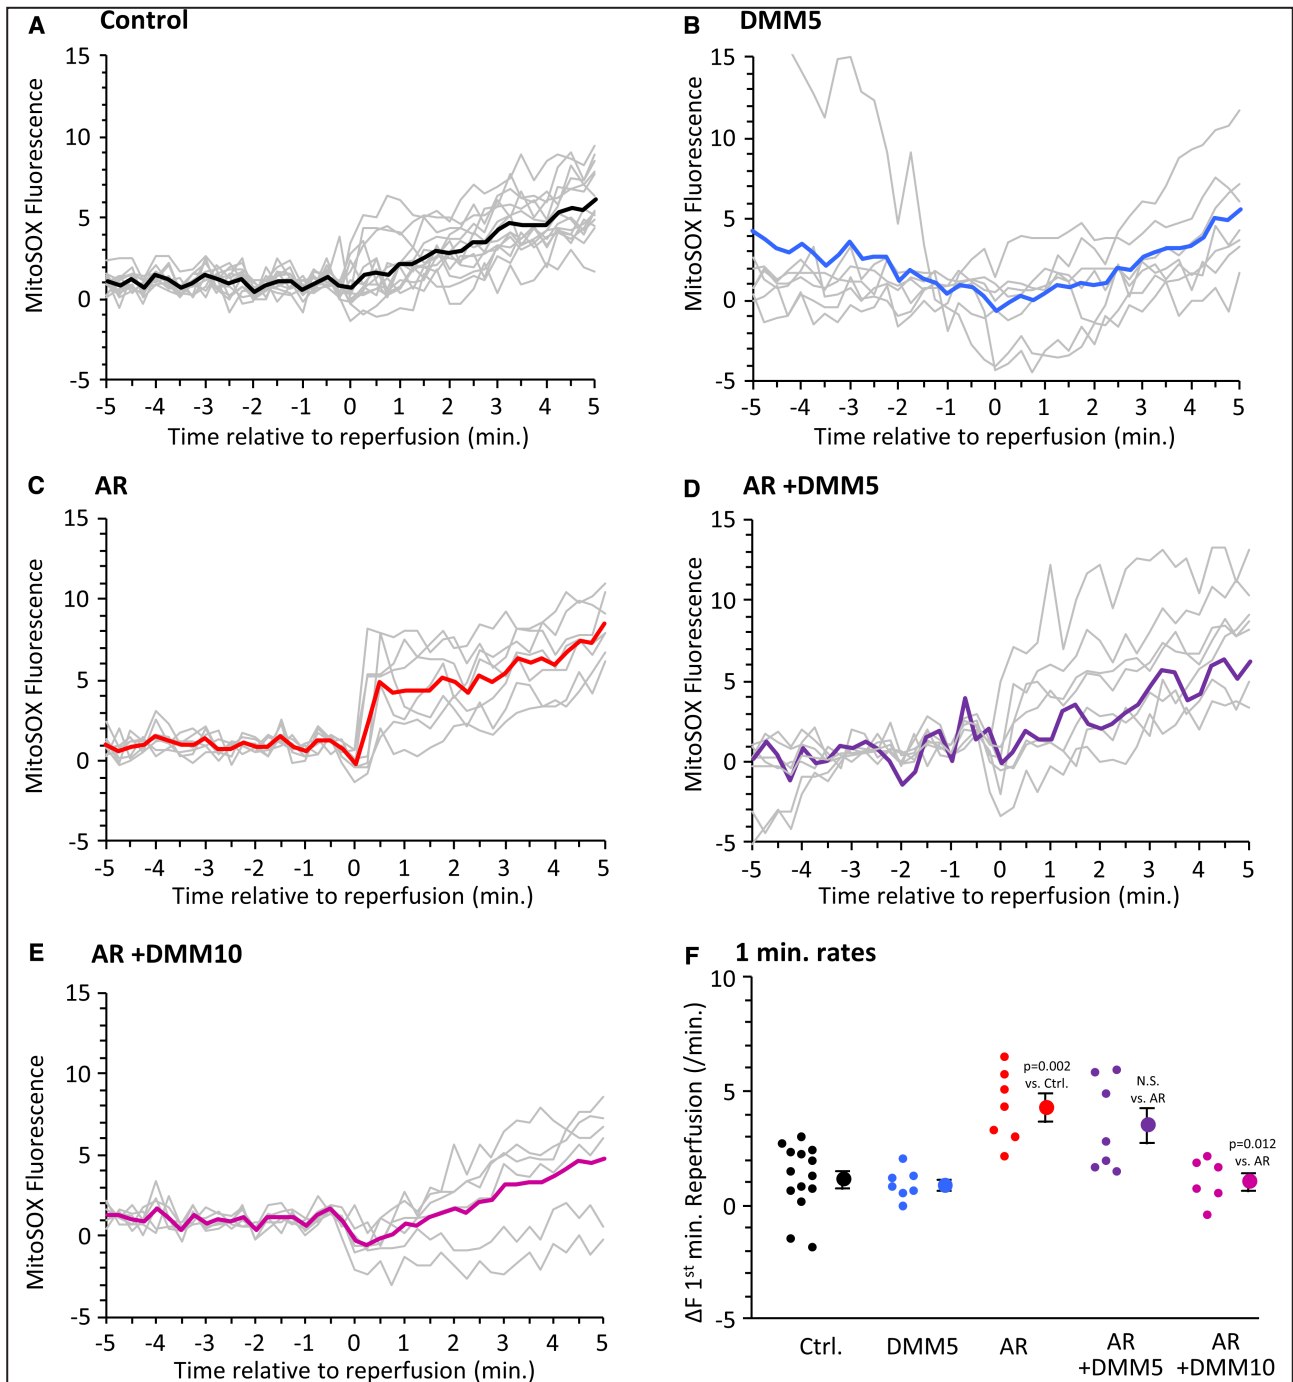 A Control
15
10
5
0
-5
MitoSOX Fluorescence
-5 -4 -3 -2 -1 0 1 2 3 4 5
Time relative to reperfusion (min.)
B DMM5
15
10
5
0
-5
MitoSOX Fluorescence
-5 -4 -3 -2 -1 0 1 2 3 4 5
Time relative to reperfusion (min.)
C AR
15
10
5
0
-5
MitoSOX Fluorescence
-5 -4 -3 -2 -1 0 1 2 3 4 5
Time relative to reperfusion (min.)
D AR +DMM5
15
10
5
0
-5
MitoSOX Fluorescence
-5 -4 -3 -2 -1 0 1 2 3 4 5
Time relative to reperfusion (min.)
E AR +DMM10
15
10
5
0
-5
MitoSOX Fluorescence
-5 -4 -3 -2 -1 0 1 2 3 4 5
Time relative to reperfusion (min.)
F 1 min. rates
10
5
0
-5
ΔF 1st min. Reperfusion (/min.)
p=0.002
vs. Ctrl.
N.S.
vs. AR
p=0.012
vs. AR
Ctrl.
DMM5
AR
AR
+DMM5
AR
+DMM10